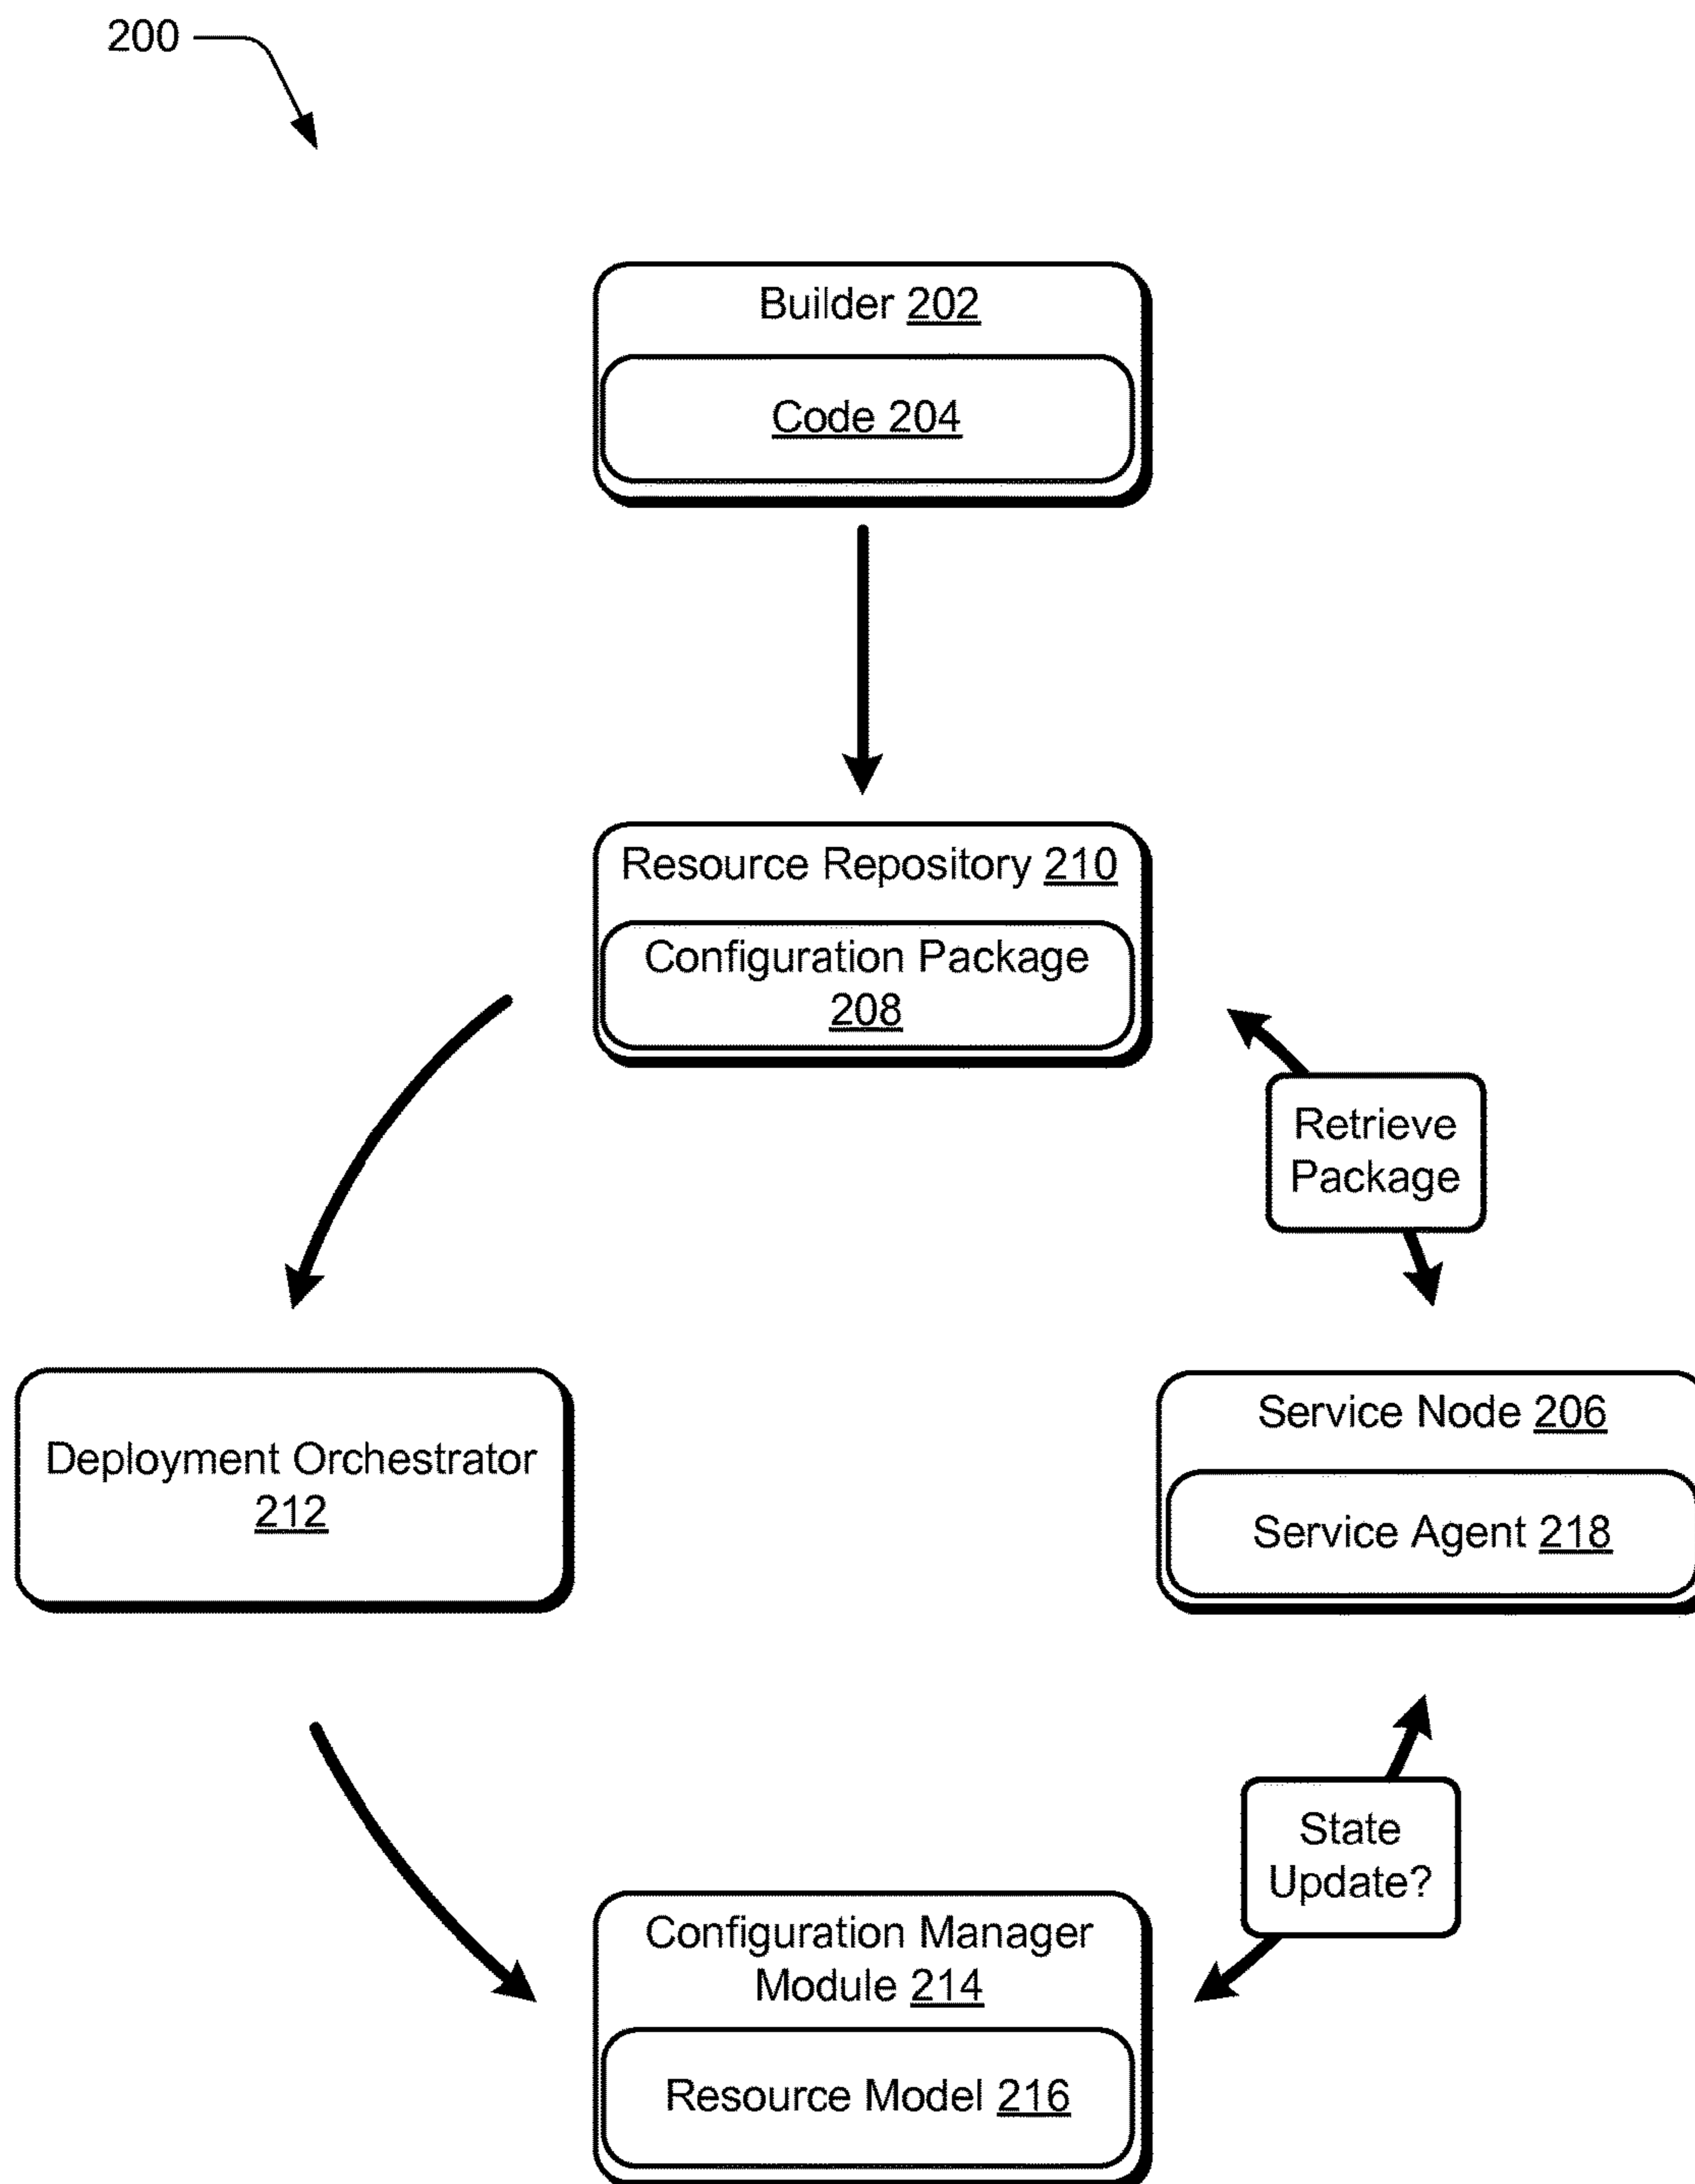 200
Builder 202
Code 204
Resource Repository 210
Configuration Package
208
Retrieve
Package
Deployment Orchestrator
212
Service Node 206
Service Agent 218
State
Update?
Configuration Manager
Module 214
Resource Model 216